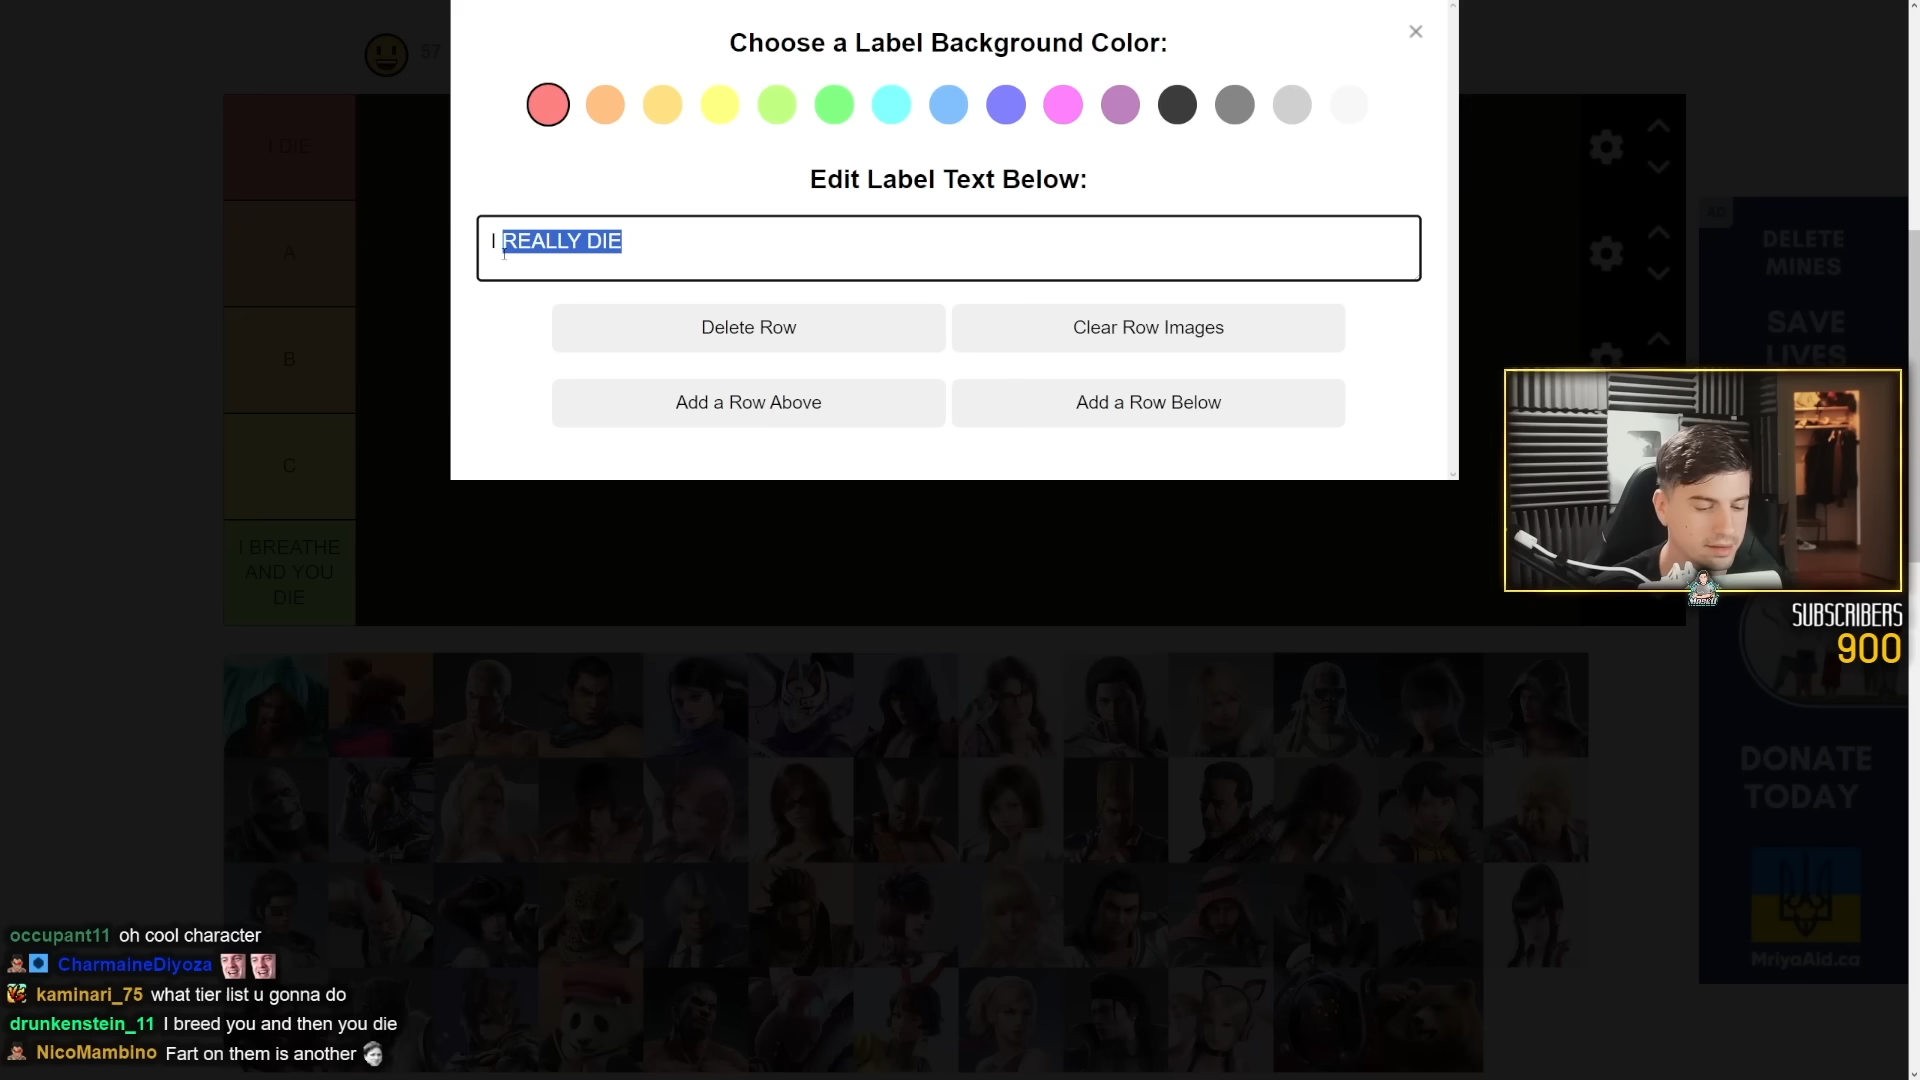 Choose a Label Background Color:
×
67
I DIE
Edit Label Text Below:
I REALLY DIE
A
Delete Row
Clear Row Images
B
Add a Row Above
Add a Row Below
C
I BREATHE
AND YOU
DIE
AD
DELETE
MINES
SAVE
LIVES
SUBSCRIBERS
900
DONATE
TODAY
MriyaAid.ca
occupant11 oh cool character
CharmaineDiyoza
kaminari_75 what tier list u gonna do
drunkenstein_11 I breed you and then you die
NicoMambino Fart on them is another